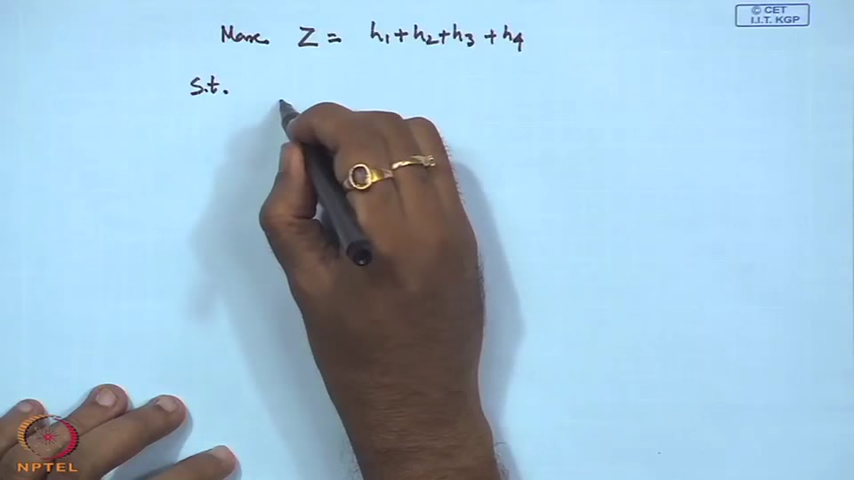 Max. Z = h₁+h₂+h₃+h₄
© CET
I.I.T. KGP
S.t.
NPTEL